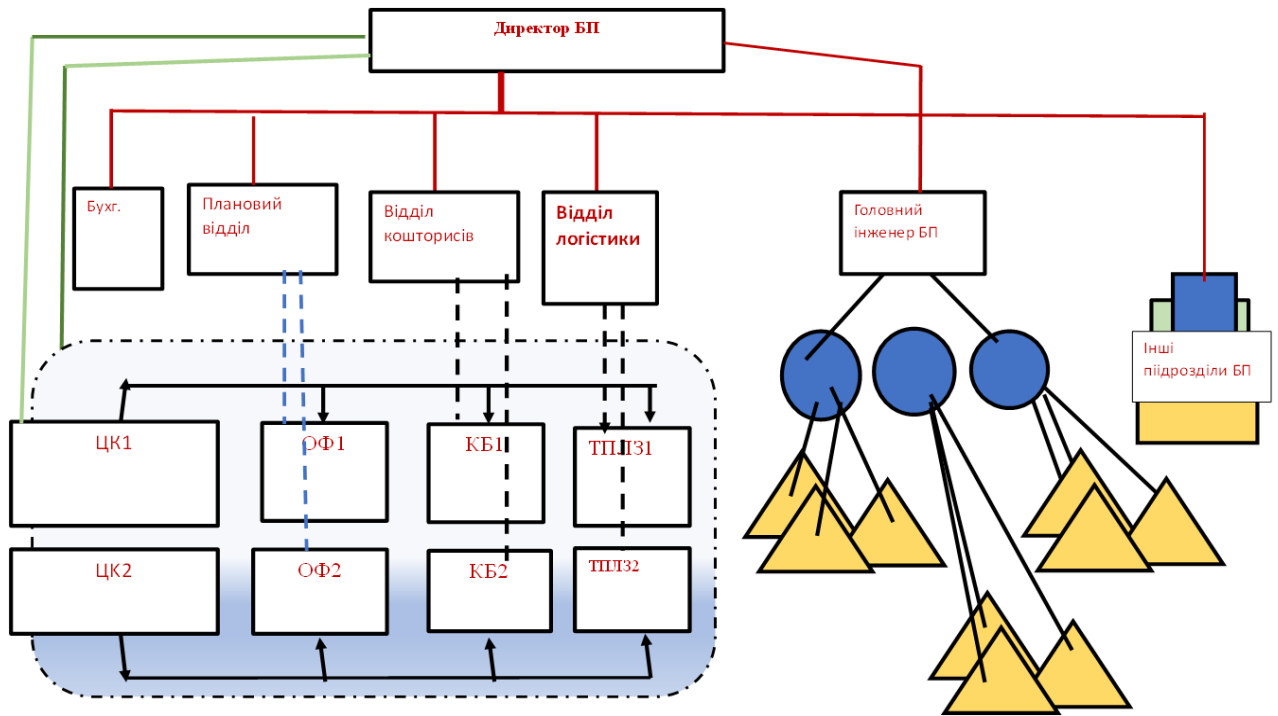 Директор БП
Бухг.
Плановий
відділ
Відділ
кошторисів
Відділ
логістики
Головний
інженер БП
Інші
піідрозділи БП
ЦК1
ОФ1
КБ1
ТПЛЗ1
ЦК2
ОФ2
КБ2
ТПЛЗ2